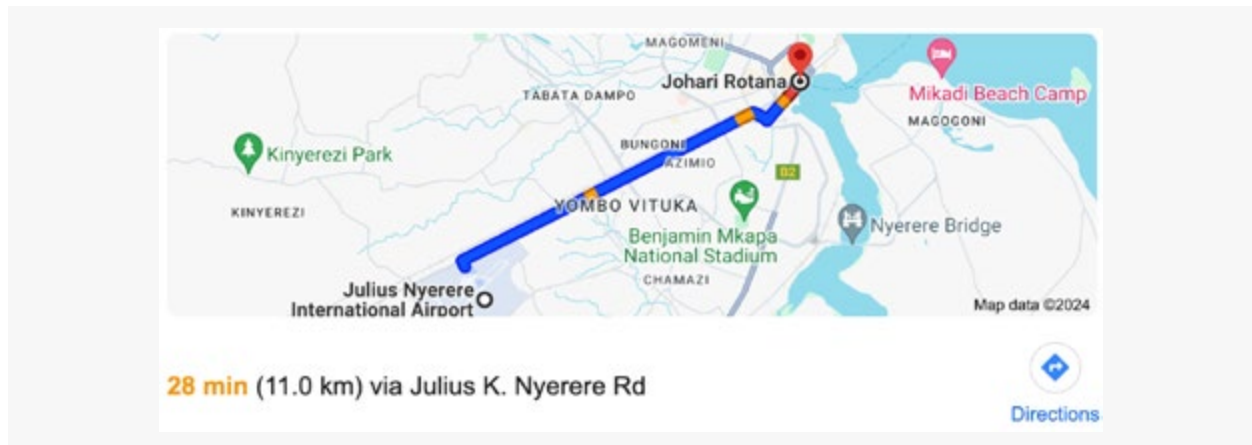 MAGOMENI
Johari Rotana
TABATA DAMPO
Mikadi Beach Camp
MAGOGONI
BUNGONI
Kinyerezi Park
AZIMIO
B2
KINYEREZI
YOMBO VITUKA
Nyerere Bridge
Benjamin Mkapa
National Stadium
CHAMAZI
Julius Nyerere
International Airport
Map data ©2024
28 min (11.0 km) via Julius K. Nyerere Rd
Directions